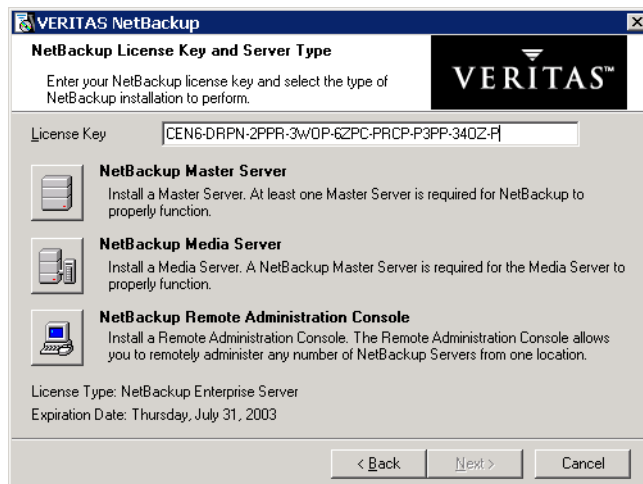 VERITAS NetBackup
NetBackup License Key and Server Type
Enter your NetBackup license key and select the type of
NetBackup installation to perform.
VERITAS™
License Key
CEN6-DRPN-2PPR-3WOP-6ZPC-PRCP-P3PP-34OZ-P
NetBackup Master Server
Install a Master Server. At least one Master Server is required for NetBackup to
properly function.
NetBackup Media Server
Install a Media Server. A NetBackup Master Server is required for the Media Server to
properly function.
NetBackup Remote Administration Console
Install a Remote Administration Console. The Remote Administration Console allows
you to remotely administer any number of NetBackup Servers from one location.
License Type: NetBackup Enterprise Server
Expiration Date: Thursday, July 31, 2003
< Back
Next >
Cancel